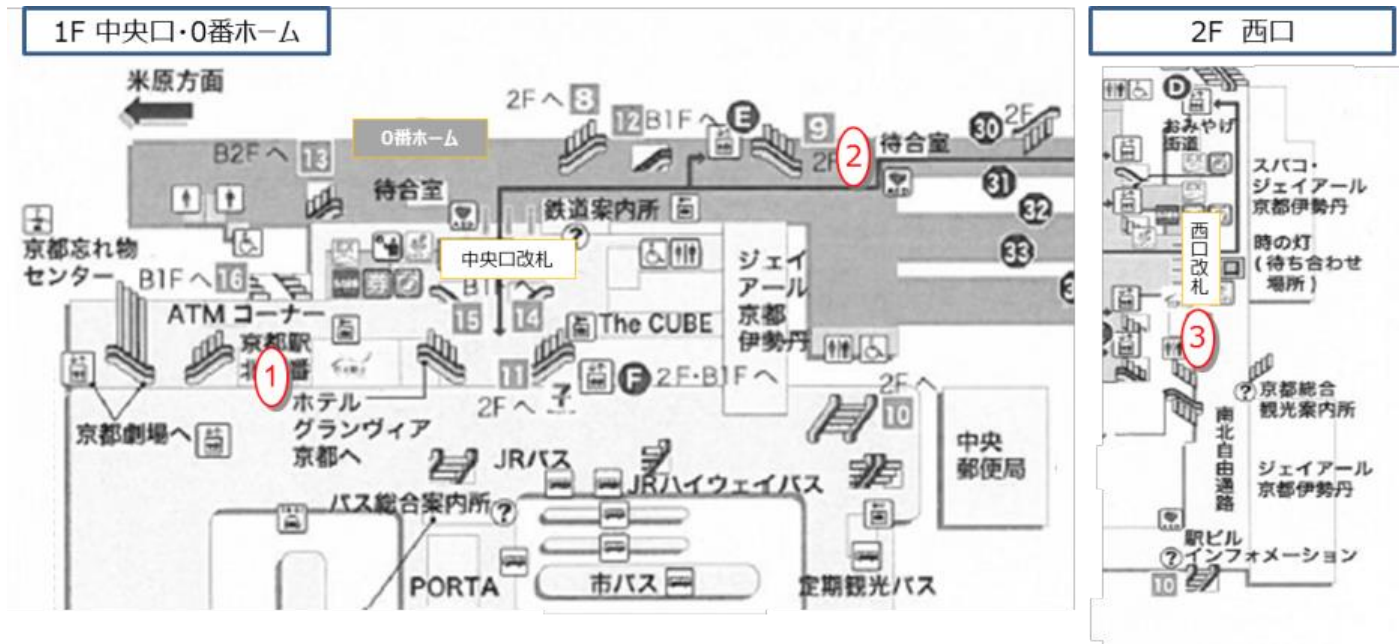 1F 中央口・0番ホーム
米原方面
0番ホーム
2Fへ 8
12 B1Fへ E
9
2F
2
待合室
30
2F
31
32
33
B2Fへ 13
待合室
AED
AED
鉄道案内所
?
京都忘れ物
センター
中央口改札
B1Fへ 16
B1F
15
14
ATM コーナー
京都駅
番
1
The CUBE
ジェイ
アール
京都
伊勢丹
11
F 2F・B1Fへ
2Fへ
2Fへ
10
ホテル
グランヴィア
京都へ
京都劇場へ
JRバス
JRハイウェイバス
バス総合案内所 ?
中央
郵便局
PORTA
市バス
定期観光バス
2F 西口
D
おみやげ
街道
スバコ・
ジェイアール
京都伊勢丹
西口改札
時の灯
(待ち合わせ
場所)
3
? 京都総合
観光案内所
南北自由通路
ジェイアール
京都伊勢丹
AED
駅ビル
? インフォメーション
10